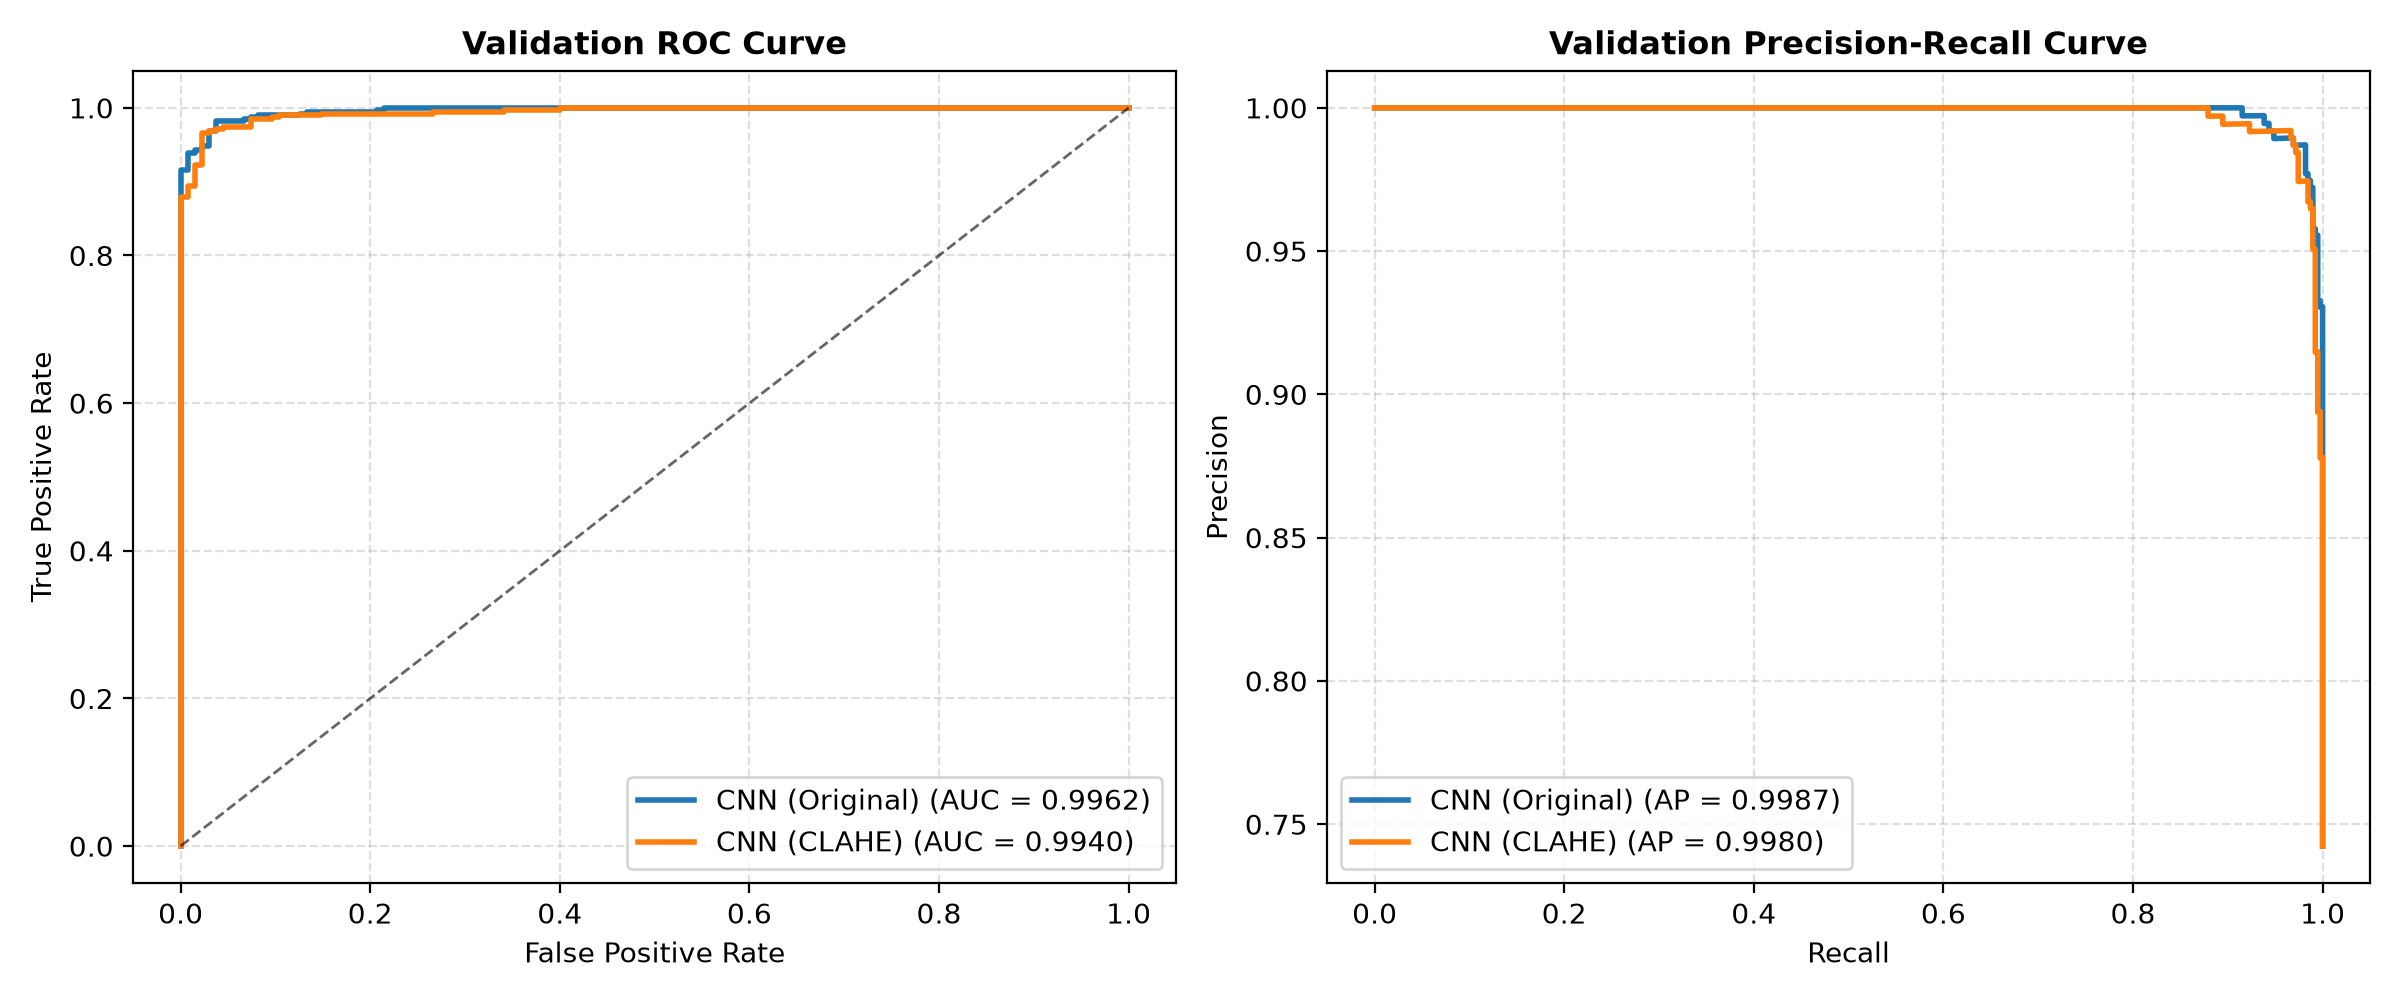 Validation ROC Curve
True Positive Rate
1.0
0.8
0.6
0.4
0.2
0.0
CNN (Original) (AUC = 0.9962)
CNN (CLAHE) (AUC = 0.9940)
0.0 0.2 0.4 0.6 0.8 1.0
False Positive Rate
Validation Precision-Recall Curve
Precision
1.00
0.95
0.90
0.85
0.80
0.75
CNN (Original) (AP = 0.9987)
CNN (CLAHE) (AP = 0.9980)
0.0 0.2 0.4 0.6 0.8 1.0
Recall